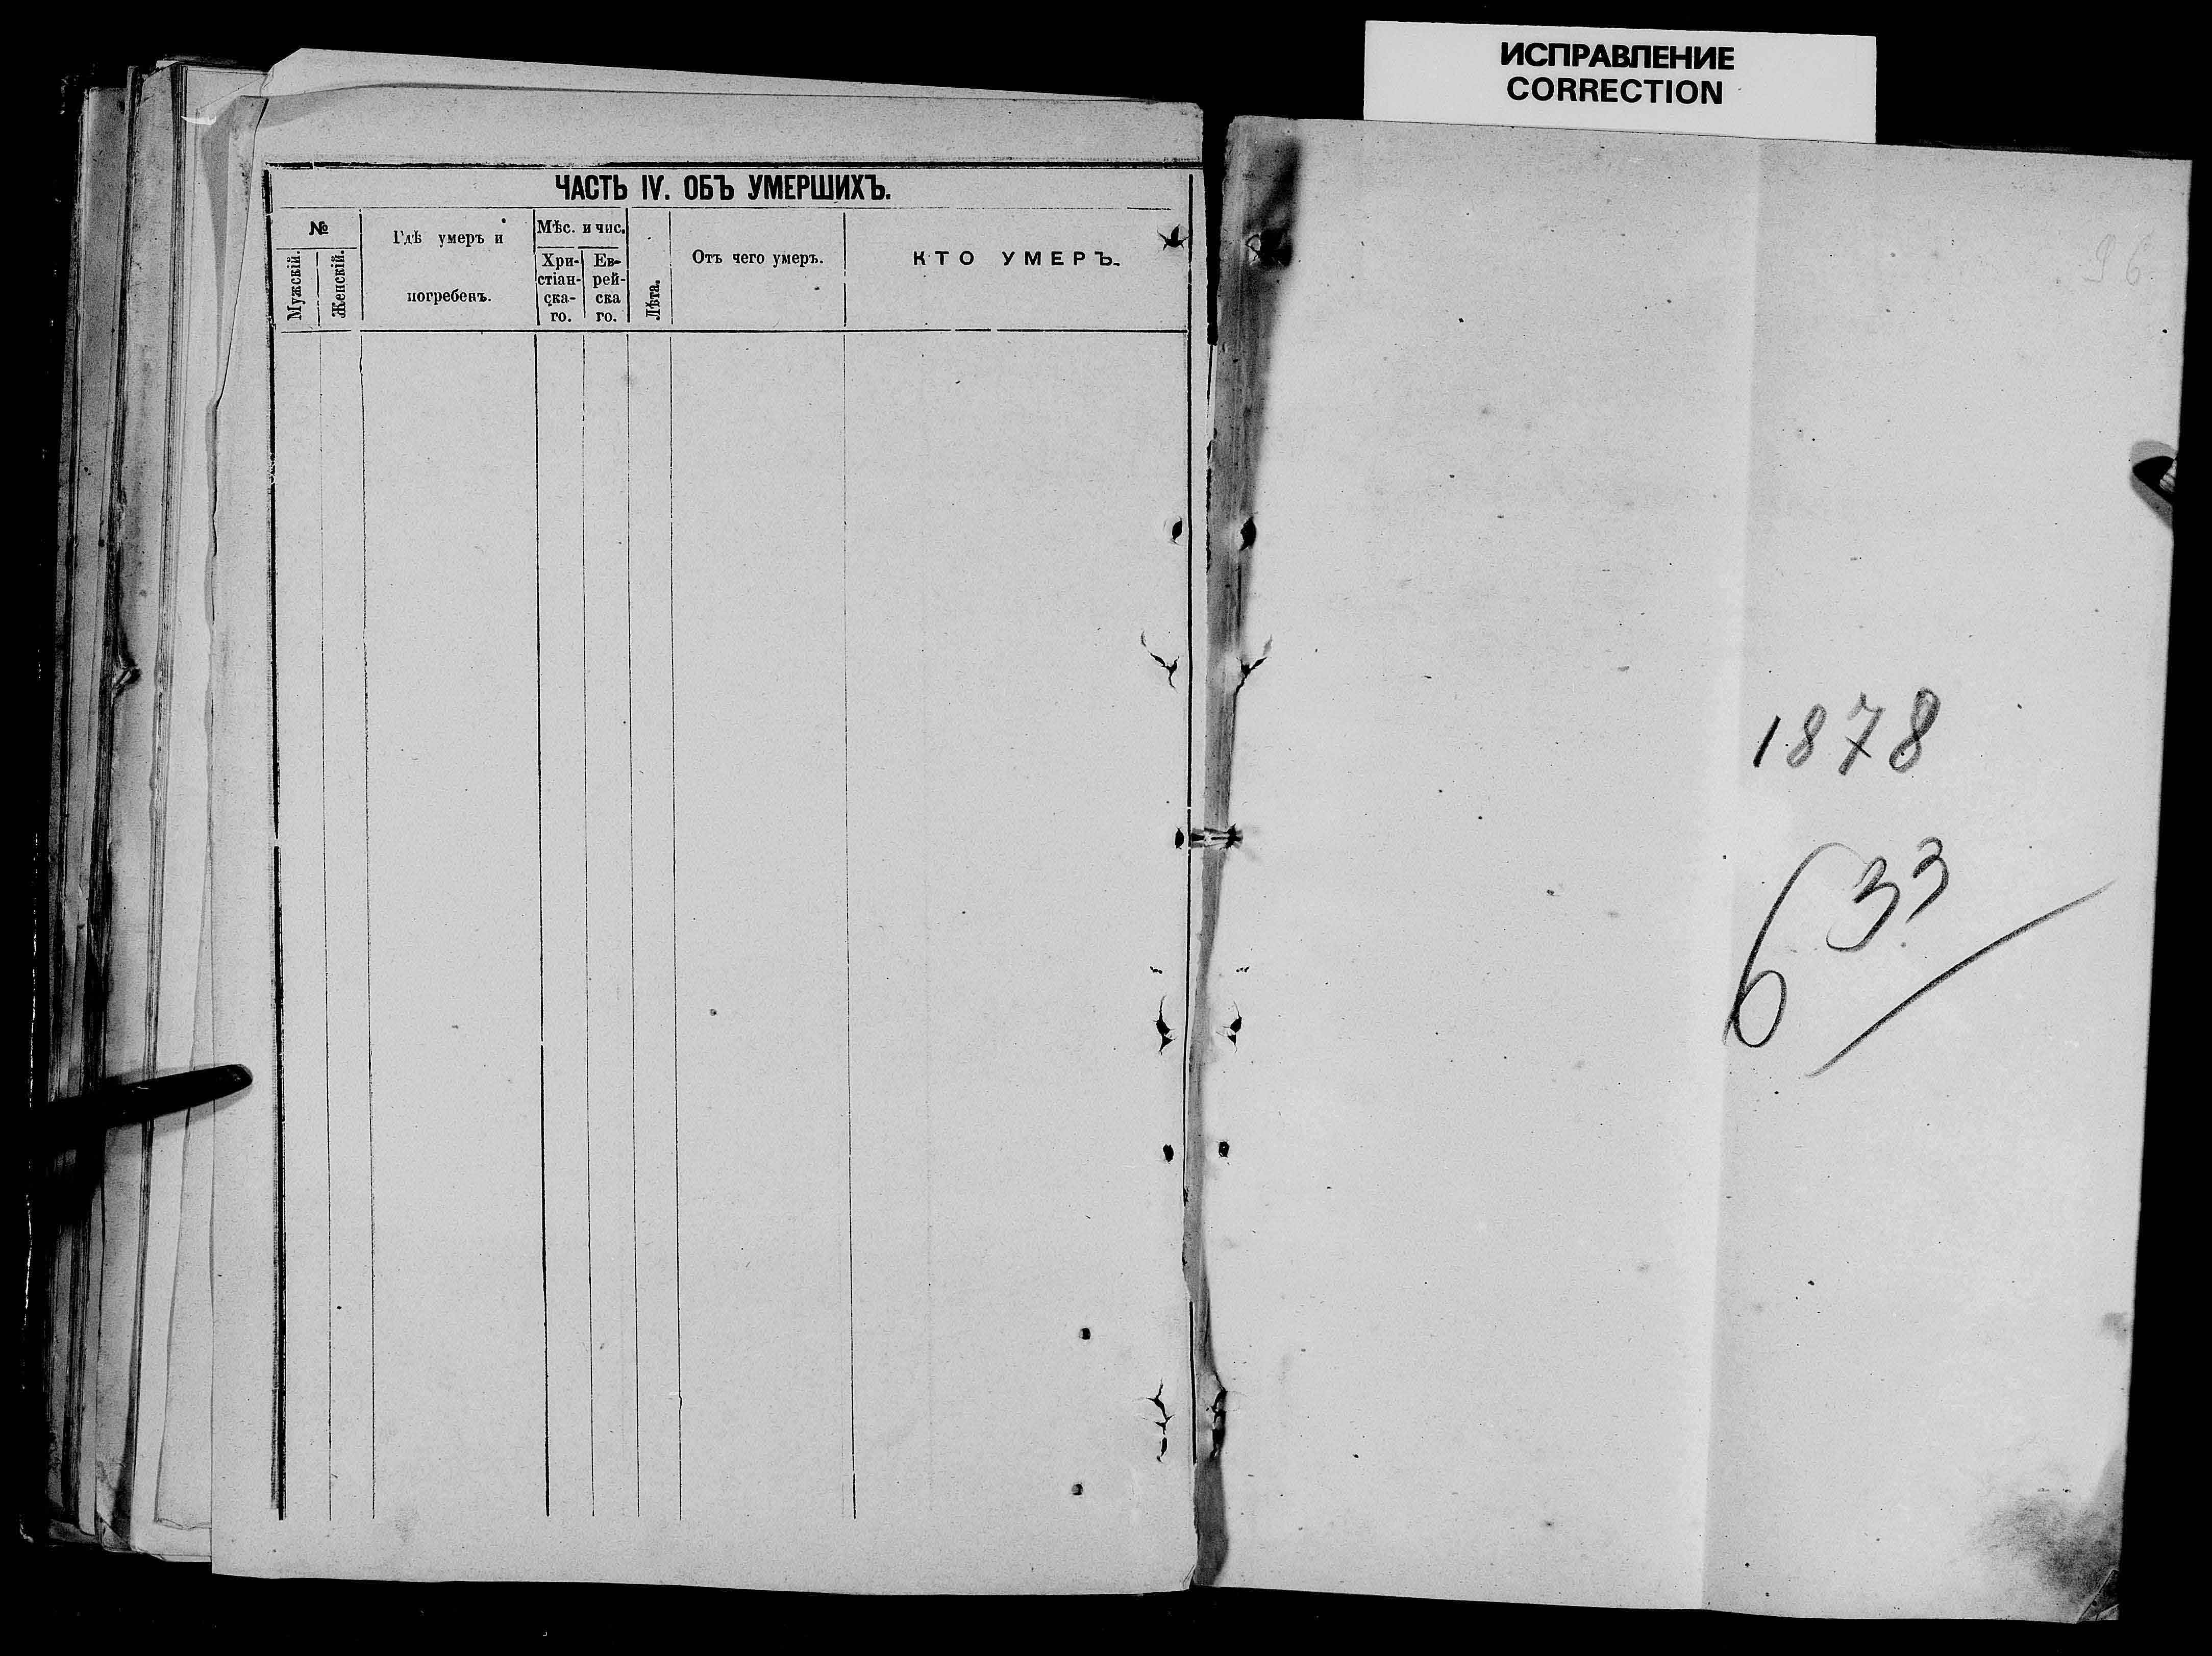 ИСПРАВЛЕНИЕ
CORRECTION
ЧАСТЬ IV. ОБЪ УМЕРШИХЪ.
№
Мужскій.
Женскій.
Гдѣ умеръ и
погребенъ.
Мѣс. и чис.
Хри-
стіан-
ска-
го.
Ев-
рей-
ска
го.
Лѣта.
Отъ чего умеръ.
КТО УМЕРЪ.
96
1878
633